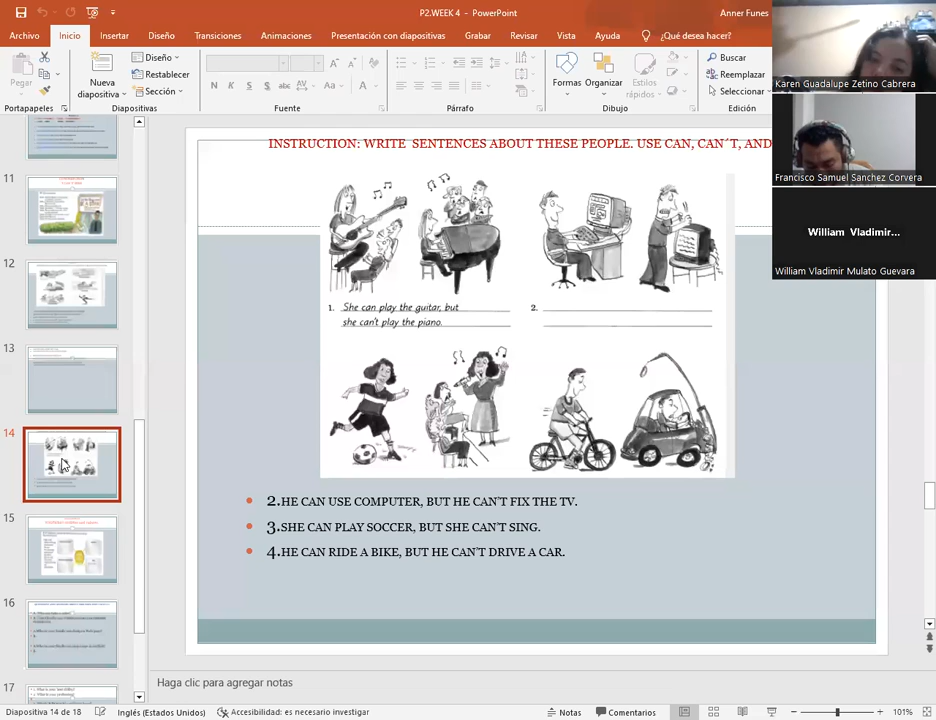 P2.WEEK 4 - PowerPoint
Anner Funes
Archivo
Inicio
Insertar
Diseño
Transiciones
Animaciones
Presentación con diapositivas
Grabar
Revisar
Vista
Ayuda
¿Qué desea hacer?
Pegar
Nueva diapositiva
Diseño
Restablecer
Sección
N K S S abc AV Aa A
Formas
Organizar
Estilos rápidos
Buscar
Reemplazar
Seleccionar
Portapapeles
Diapositivas
Fuente
Párrafo
Dibujo
Edición
Karen Guadalupe Zetino Cabrera
Francisco Samuel Sanchez Corvera
William Vladimir...
William Vladimir Mulato Guevara
11
12
13
14
15
16
17
INSTRUCTION: WRITE SENTENCES ABOUT THESE PEOPLE. USE CAN, CAN´T, AND
1. She can play the guitar, but
she can't play the piano.
2.
2.HE CAN USE COMPUTER, BUT HE CAN'T FIX THE TV.
3.SHE CAN PLAY SOCCER, BUT SHE CAN'T SING.
4.HE CAN RIDE A BIKE, BUT HE CAN'T DRIVE A CAR.
Haga clic para agregar notas
Diapositiva 14 de 18
Inglés (Estados Unidos)
Accesibilidad: es necesario investigar
Notas
Comentarios
101%